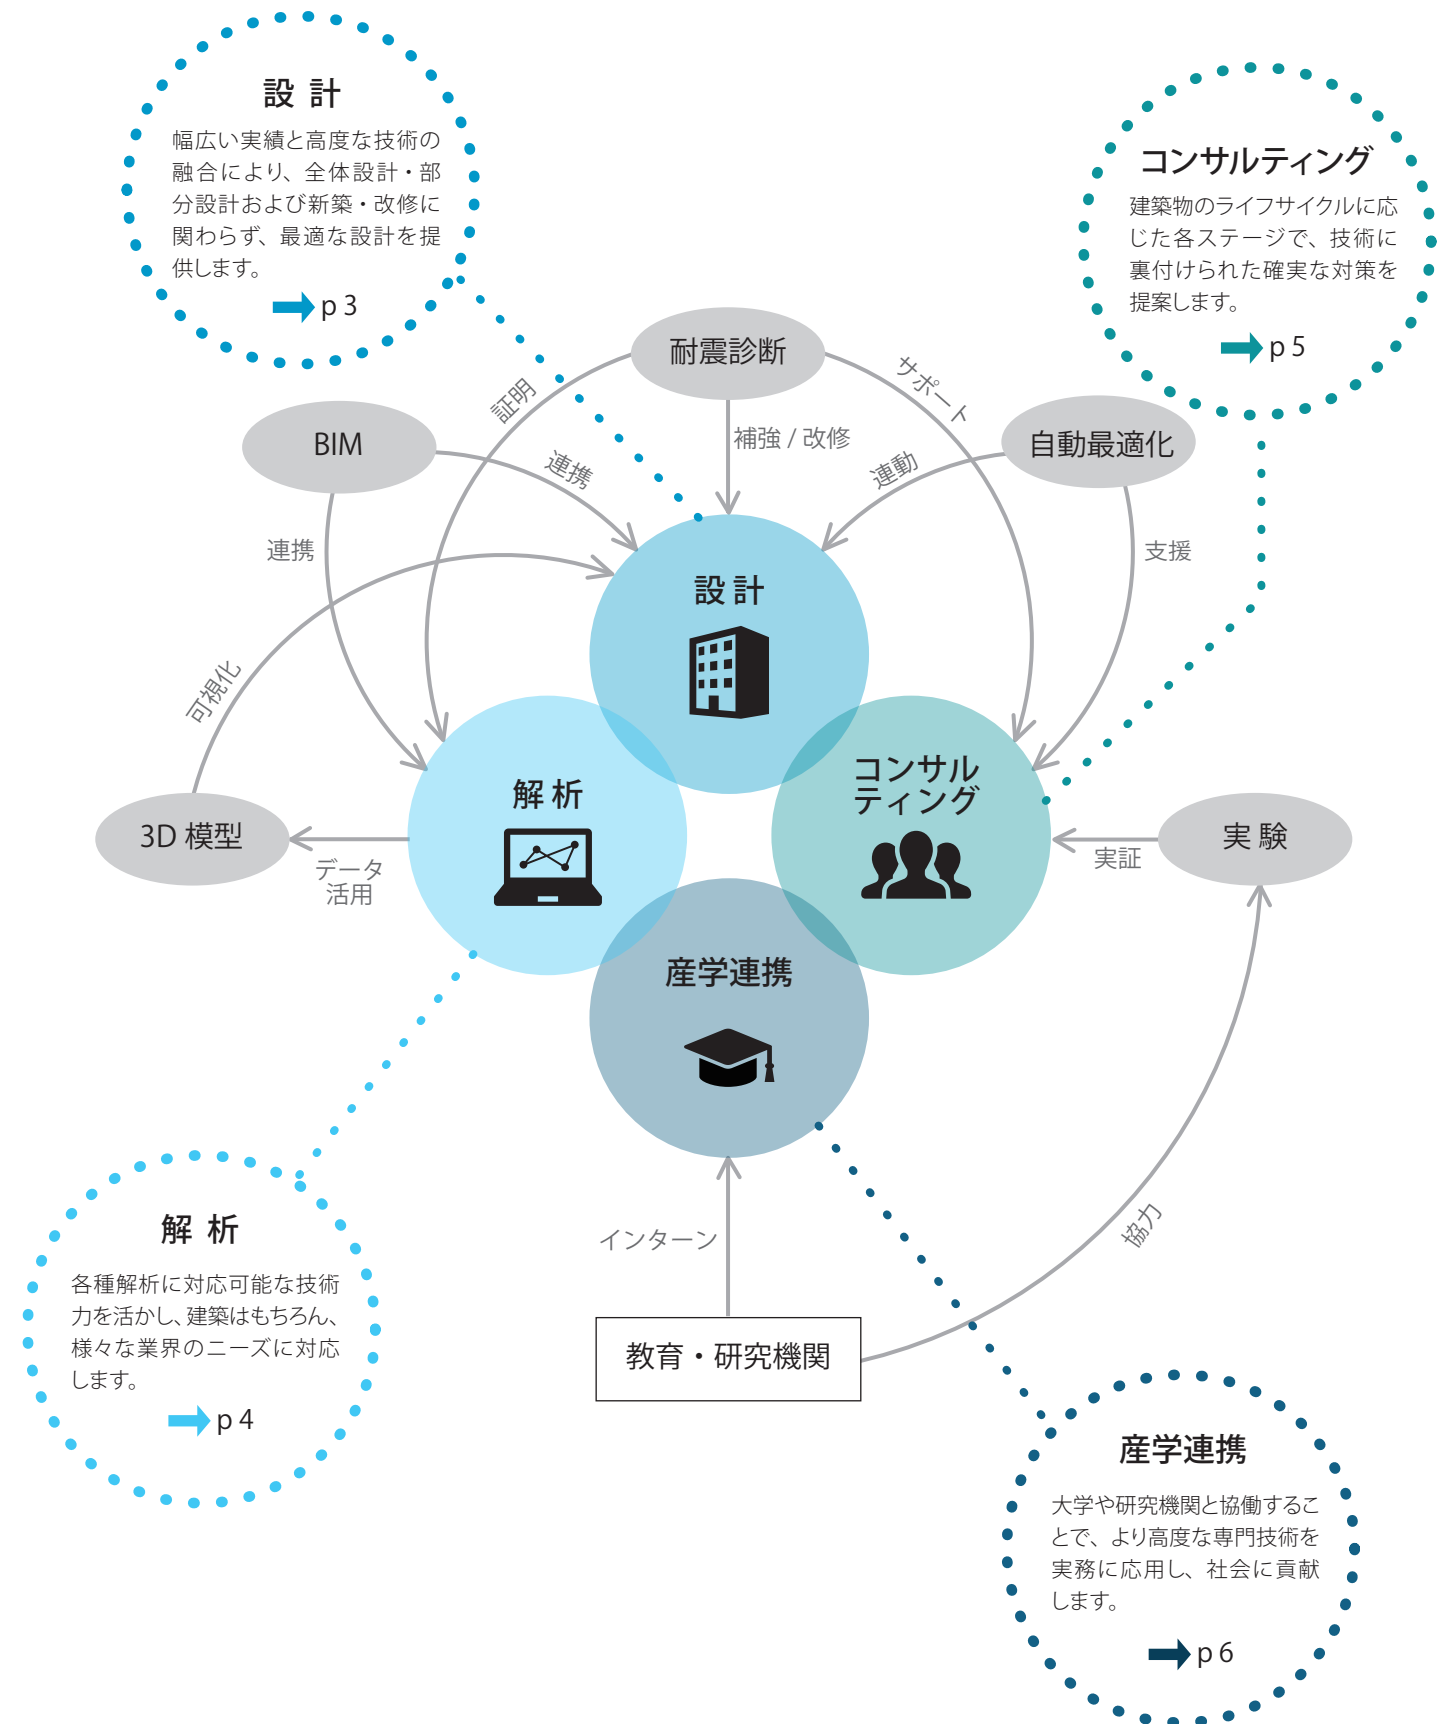 設 計
幅広い実績と高度な技術の
融合により、全体設計・部
分設計および新築・改修に
関わらず、最適な設計を提
供します。
p 3
コンサルティング
建築物のライフサイクルに応
じた各ステージで、技術に
裏付けられた確実な対策を
提案します。
p 5
耐震診断
証明
サポート
補強 / 改修
BIM
連携
連携
自動最適化
連動
支援
設 計
可視化
解 析
コンサル
ティング
3D 模型
データ
活用
実 験
実証
産学連携
インターン
協力
教育・研究機関
解 析
各種解析に対応可能な技術
力を活かし、建築はもちろん、
様々な業界のニーズに対応
します。
p 4
産学連携
大学や研究機関と協働するこ
とで、より高度な専門技術を
実務に応用し、社会に貢献
します。
p 6